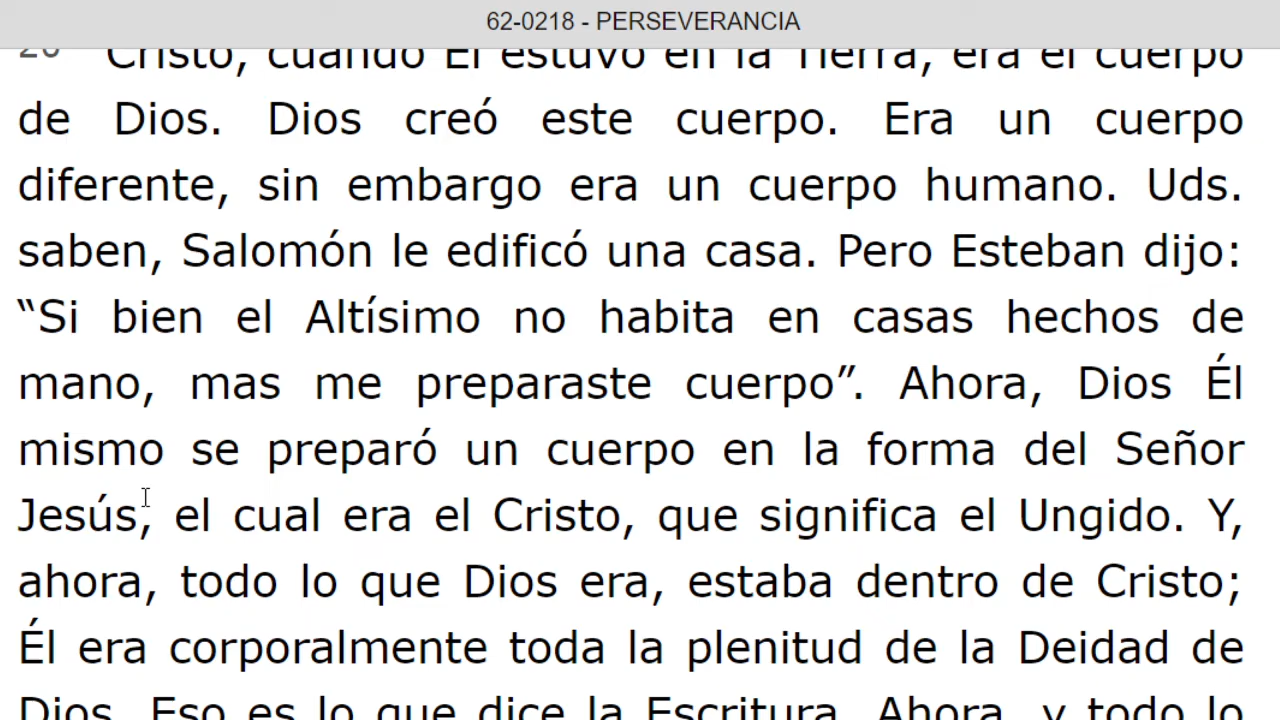 62-0218 - PERSEVERANCIA
20 Cristo, cuando Él estuvo en la Tierra, era el cuerpo
de Dios. Dios creó este cuerpo. Era un cuerpo
diferente, sin embargo era un cuerpo humano. Uds.
saben, Salomón le edificó una casa. Pero Esteban dijo:
“Si bien el Altísimo no habita en casas hechos de
mano, mas me preparaste cuerpo”. Ahora, Dios Él
mismo se preparó un cuerpo en la forma del Señor
Jesús, el cual era el Cristo, que significa el Ungido. Y,
ahora, todo lo que Dios era, estaba dentro de Cristo;
Él era corporalmente toda la plenitud de la Deidad de
Dios. Eso es lo que dice la Escritura. Ahora, y todo lo